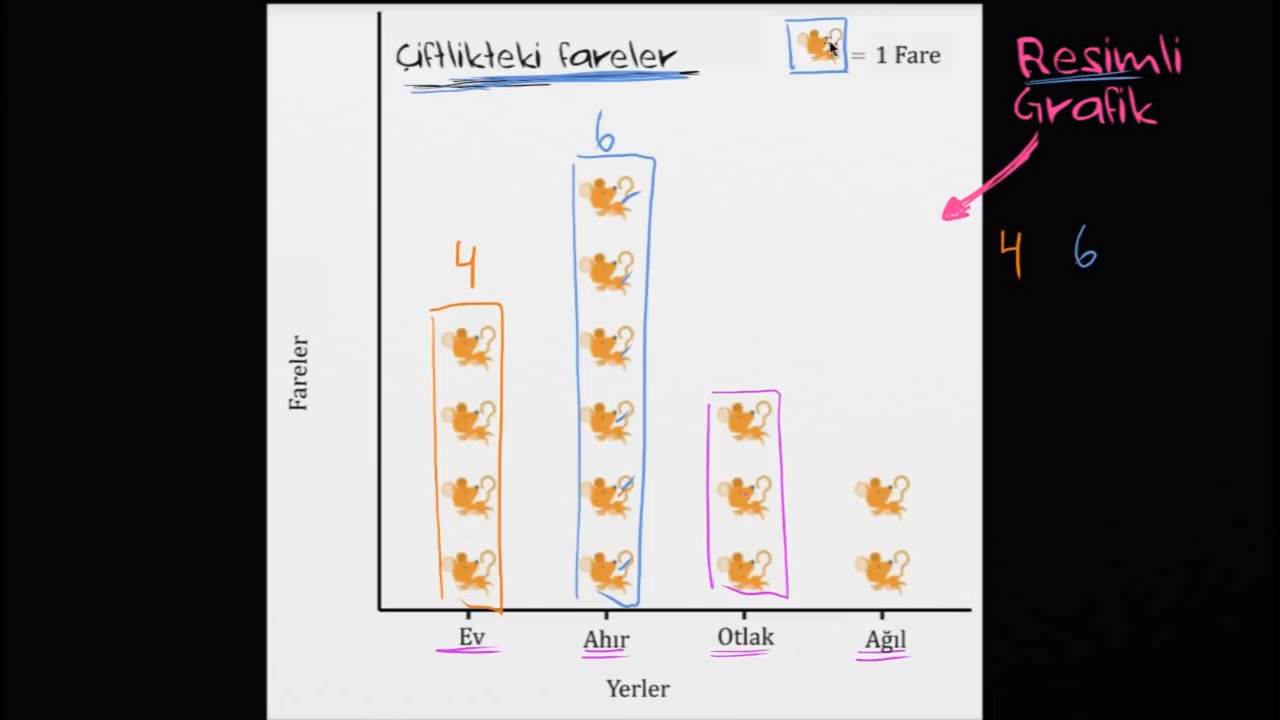 Çiftlikteki fareler
= 1 Fare
Resimli
Grafik
6
4
4 6
Fareler
Ev Ahır Otlak Ağıl
Yerler